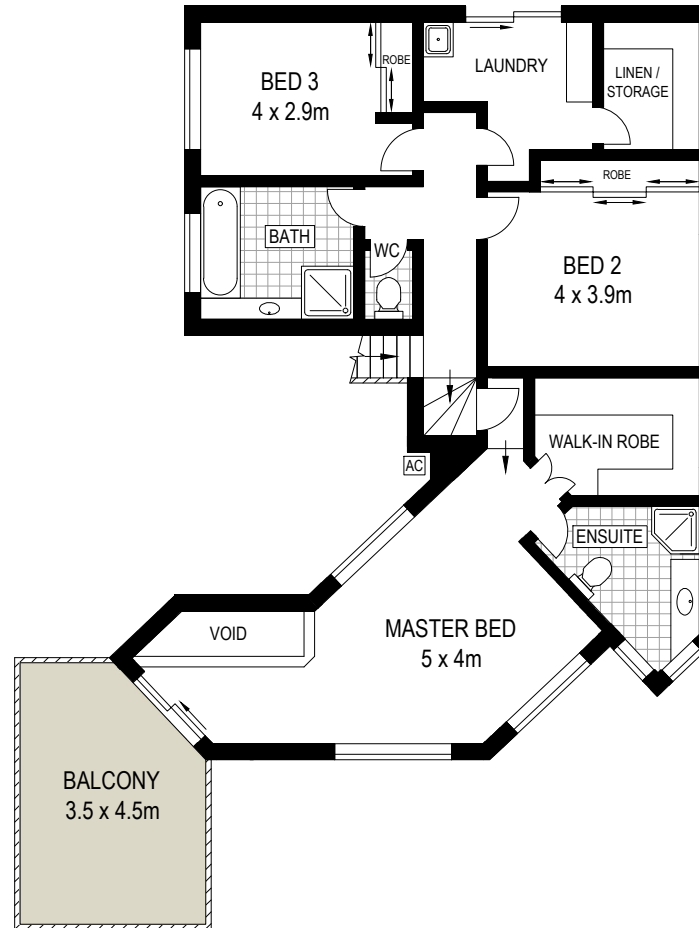 BED 3
4 x 2.9m
ROBE
LAUNDRY
LINEN /
STORAGE
ROBE
BATH
WC
BED 2
4 x 3.9m
WALK-IN ROBE
AC
ENSUITE
VOID
MASTER BED
5 x 4m
BALCONY
3.5 x 4.5m